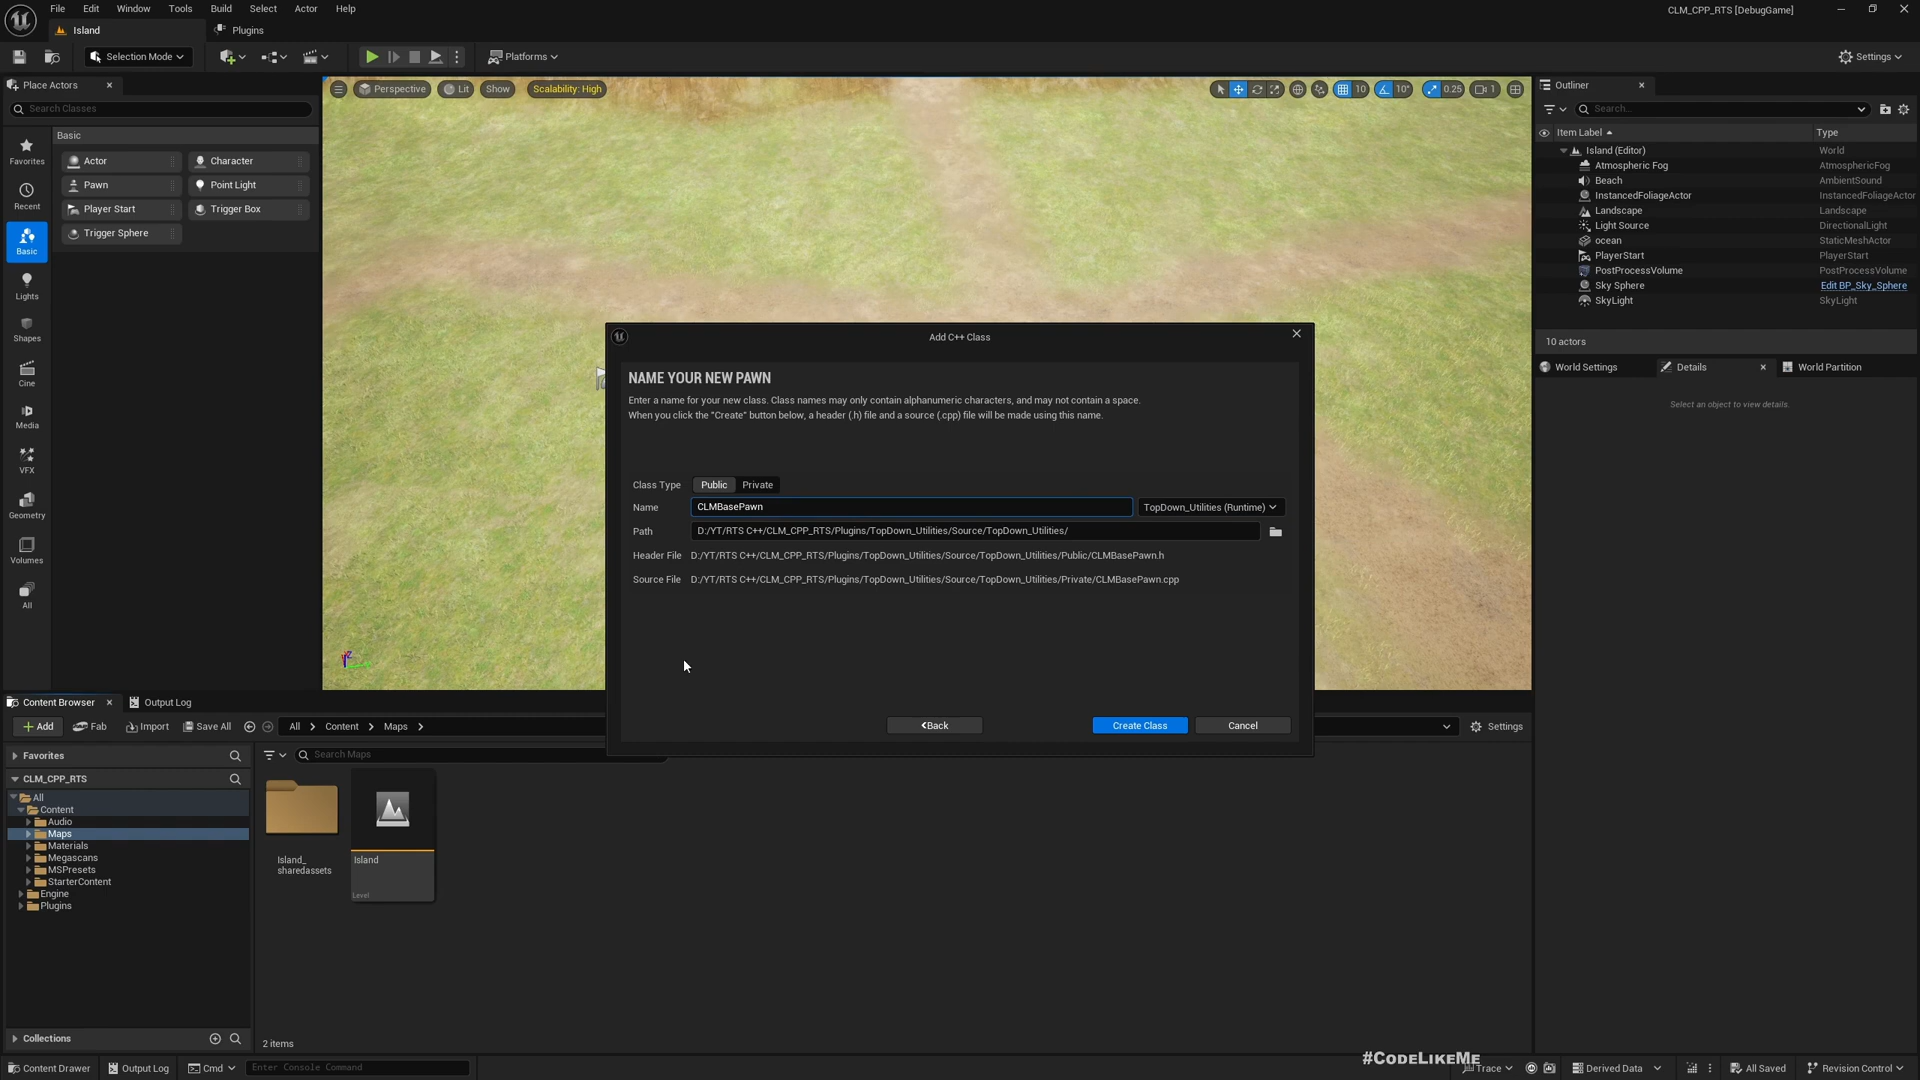 File Edit Window Tools Build Select Actor Help
CLM_CPP_RTS [DebugGame]
Island
Plugins
Selection Mode
Platforms
Settings
Place Actors
Search Classes
Basic
Favorites
Recent
Basic
Lights
Shapes
Cine
Media
VFX
Geometry
Volumes
All
Actor
Character
Pawn
Point Light
Player Start
Trigger Box
Trigger Sphere
Perspective
Lit
Show
Scalability: High
10
10°
0.25
1
Outliner
Search...
Item Label
Type
Island (Editor) World
Atmospheric Fog AtmosphericFog
Beach AmbientSound
InstancedFoliageActor InstancedFoliageActor
Landscape Landscape
Light Source DirectionalLight
ocean StaticMeshActor
PlayerStart PlayerStart
PostProcessVolume PostProcessVolume
Sky Sphere Edit BP_Sky_Sphere
SkyLight SkyLight
10 actors
World Settings
Details
World Partition
Select an object to view details.
Add C++ Class
NAME YOUR NEW PAWN
Enter a name for your new class. Class names may only contain alphanumeric characters, and may not contain a space.
When you click the "Create" button below, a header (.h) file and a source (.cpp) file will be made using this name.
Class Type Public Private
Name CLMBasePawn TopDown_Utilities (Runtime)
Path D:/YT/RTS C++/CLM_CPP_RTS/Plugins/TopDown_Utilities/Source/TopDown_Utilities/
Header File D:/YT/RTS C++/CLM_CPP_RTS/Plugins/TopDown_Utilities/Source/TopDown_Utilities/Public/CLMBasePawn.h
Source File D:/YT/RTS C++/CLM_CPP_RTS/Plugins/TopDown_Utilities/Source/TopDown_Utilities/Private/CLMBasePawn.cpp
Back
Create Class
Cancel
Content Browser
Output Log
Add
Fab
Import
Save All
All
Content
Maps
Settings
Favorites
CLM_CPP_RTS
All
Content
Audio
Maps
Materials
Megascans
MSPresets
StarterContent
Engine
Plugins
Collections
Search Maps
Island_
sharedassets
Island
Level
2 items
#CodeLikeMe
Content Drawer
Output Log
Cmd
Enter Console Command
Trace
Derived Data
All Saved
Revision Control